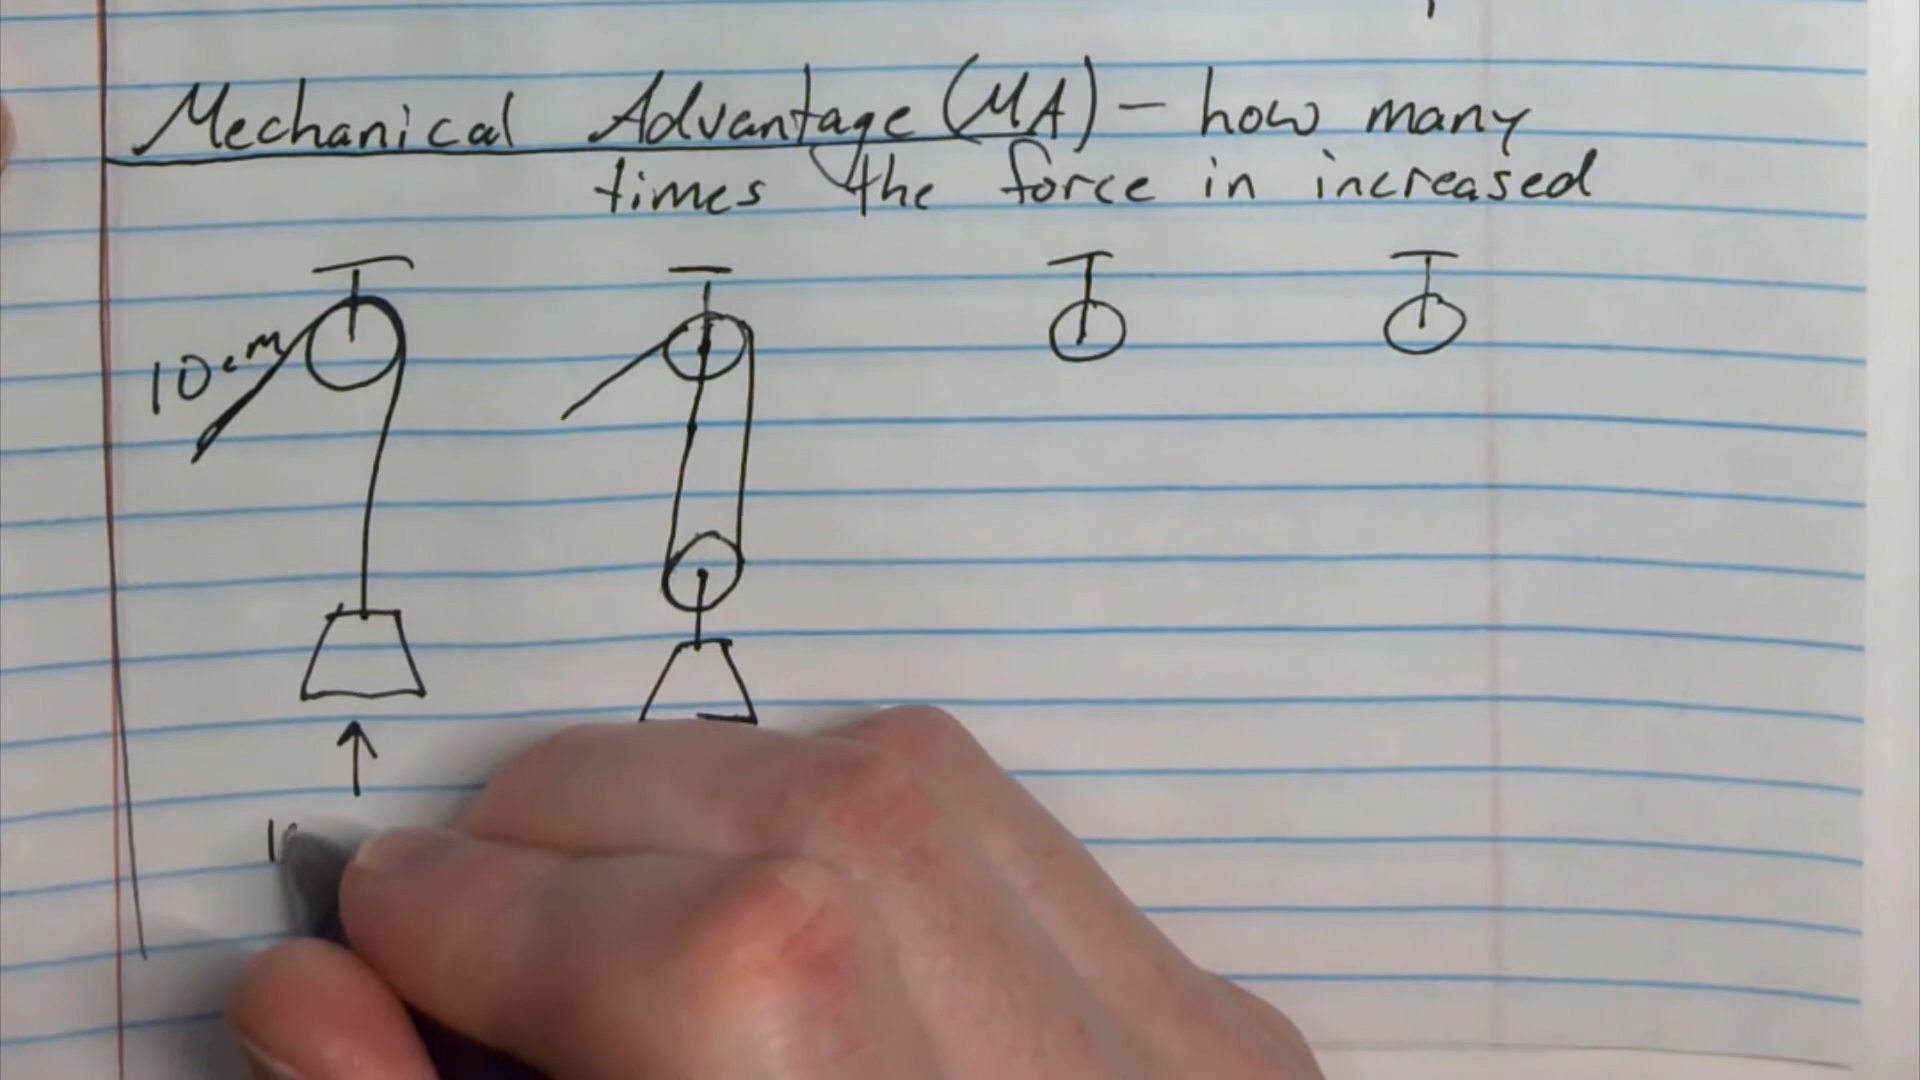 Mechanical Advantage (MA) - how many
times the force in increased
10cm